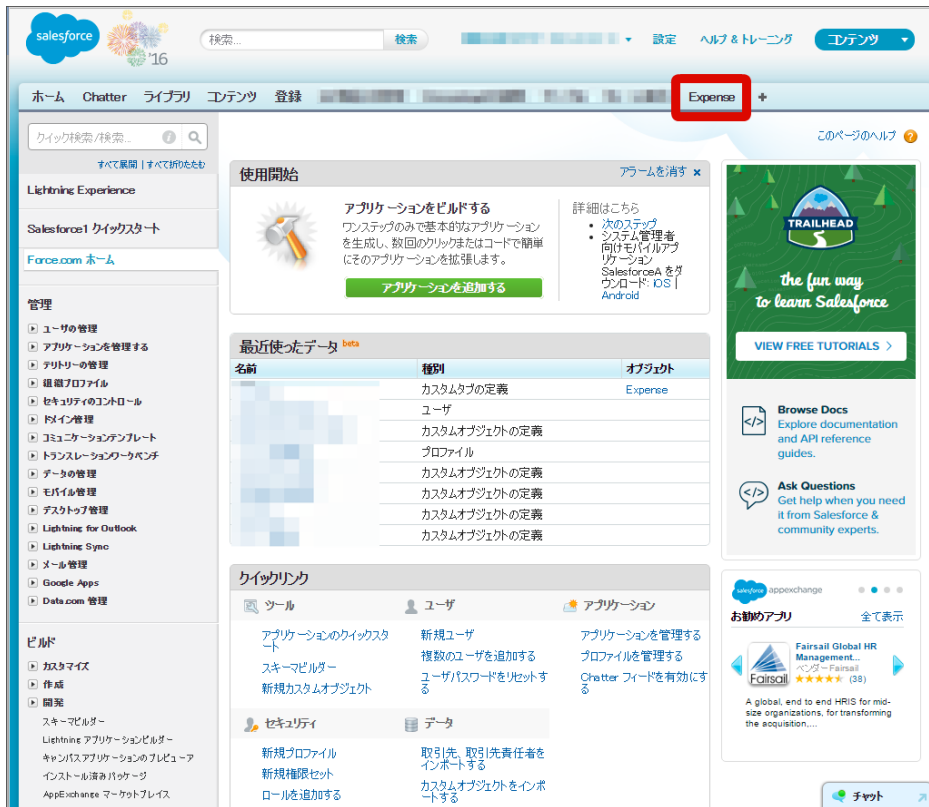 salesforce
'16
検索...
検索
設定
ヘルプ & トレーニング
コンテンツ
ホーム Chatter ライブラリ コンテンツ 登録
Expense +
クイック検索/検索...
すべて展開 | すべて折りたたむ
Lightning Experience
Salesforce1 クイックスタート
Force.com ホーム
管理
ユーザの管理
アプリケーションを管理する
テリトリーの管理
組織プロファイル
セキュリティのコントロール
ドメイン管理
コミュニケーションテンプレート
トランスレーションワークベンチ
データの管理
モバイル管理
デスクトップ管理
Lightning for Outlook
Lightning Sync
メール管理
Google Apps
Data.com 管理
ビルド
カスタマイズ
作成
開発
スキーマビルダー
Lightning アプリケーションビルダー
キャンバスアプリケーションのプレビューア
インストール済みパッケージ
AppExchange マーケットプレイス
このページのヘルプ
使用開始
アラームを消す ×
アプリケーションをビルドする
ワンステップのみで基本的なアプリケーション
を生成し、数回のクリックまたはコードで簡単
にそのアプリケーションを拡張します。
アプリケーションを追加する
詳細はこちら
次のステップ
システム管理者
向けモバイルアプ
リケーション
SalesforceA をダ
ウンロード: iOS |
Android
最近使ったデータ beta
名前 種別 オブジェクト
カスタムタブの定義 Expense
ユーザ
カスタムオブジェクトの定義
プロファイル
カスタムオブジェクトの定義
カスタムオブジェクトの定義
カスタムオブジェクトの定義
カスタムオブジェクトの定義
クイックリンク
ツール
アプリケーションのクイックスタ
ート
スキーマビルダー
新規カスタムオブジェクト
ユーザ
新規ユーザ
複数のユーザを追加する
ユーザパスワードをリセットす
る
アプリケーション
アプリケーションを管理する
プロファイルを管理する
Chatter フィードを有効にす
る
セキュリティ
新規プロファイル
新規権限セット
ロールを追加する
データ
取引先、取引先責任者を
インポートする
カスタムオブジェクトをインポ
ートする
TRAILHEAD
the fun way
to learn Salesforce
VIEW FREE TUTORIALS >
Browse Docs
Explore documentation
and API reference
guides.
Ask Questions
Get help when you need
it from Salesforce &
community experts.
salesforce appexchange
お勧めアプリ 全て表示
Fairsail
Fairsail Global HR
Management...
ベンダー Fairsail
(38)
A global, end to end HRIS for mid-
size organizations, for transforming
the acquisition,...
チャット